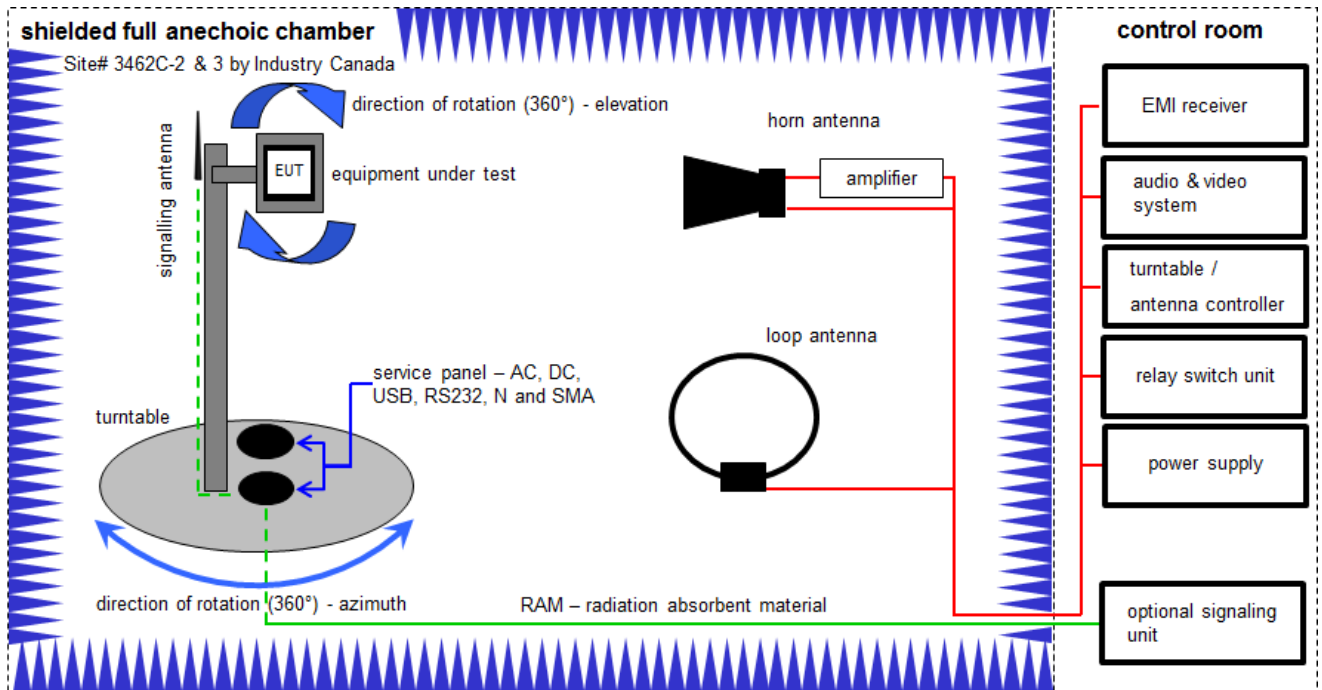 shielded full anechoic chamber
Site# 3462C-2 & 3 by Industry Canada
direction of rotation (360°) - elevation
signalling antenna
EUT
equipment under test
horn antenna
amplifier
loop antenna
service panel – AC, DC,
USB, RS232, N and SMA
turntable
direction of rotation (360°) - azimuth
RAM – radiation absorbent material
control room
EMI receiver
audio & video
system
turntable /
antenna controller
relay switch unit
power supply
optional signaling
unit